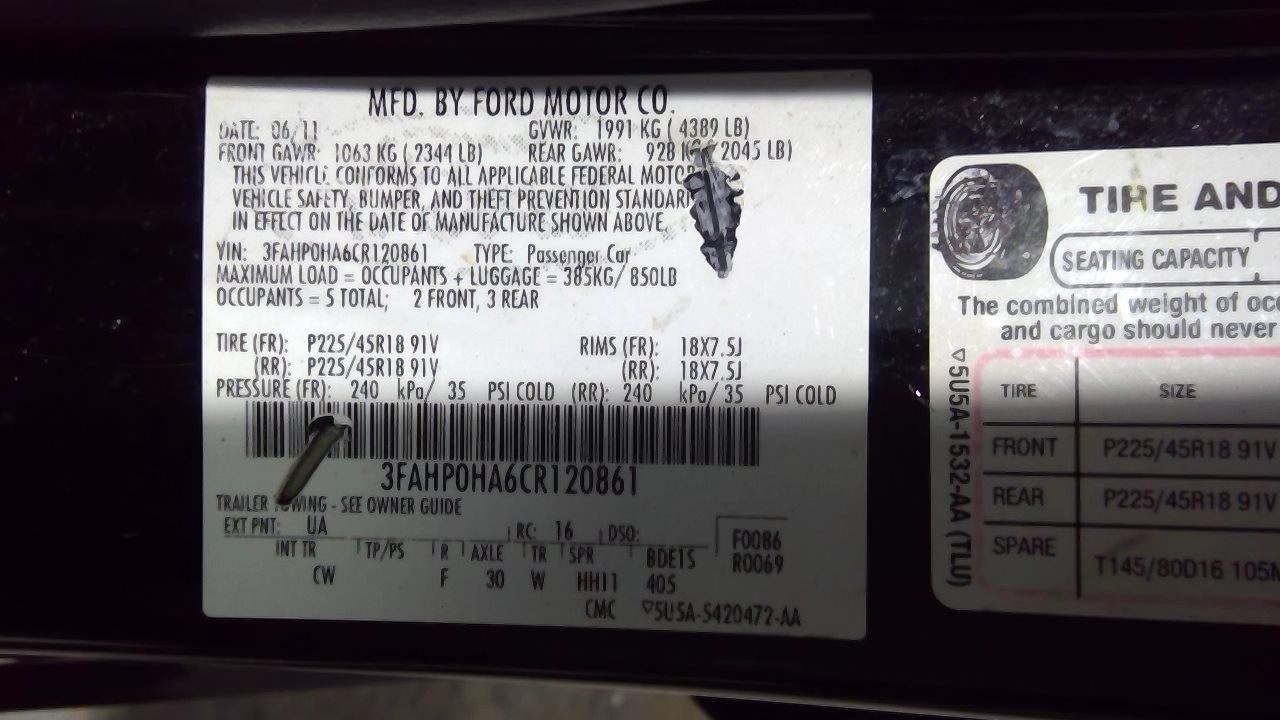 MFD. BY FORD MOTOR CO.
DATE: 06/11 GVWR: 1991 KG ( 4389 LB)
FRONT GAWR: 1063 KG ( 2344 LB) REAR GAWR: 928 2045 LB)
THIS VEHICLE CONFORMS TO ALL APPLICABLE FEDERAL MOTOR
VEHICLE SAFETY, BUMPER, AND THEFT PREVENTION STANDAR
IN EFFECT ON THE DATE OF MANUFACTURE SHOWN ABOVE.
VIN: 3FAHP0HA6CR120861 TYPE: Passenger Car
MAXIMUM LOAD = OCCUPANTS + LUGGAGE = 385KG/ 850LB
OCCUPANTS = 5 TOTAL; 2 FRONT, 3 REAR
TIRE (FR): P225/45R18 91V RIMS (FR): 18X7.5J
(RR): P225/45R18 91V (RR): 18X7.5J
PRESSURE (FR): 240 kPa/ 35 PSI COLD (RR): 240 kPa/ 35 PSI COLD
3FAHP0HA6CR120861
TRAILER TOWING - SEE OWNER GUIDE
EXT PNT: UA RC: 16 DSO:
F0086
R0069
INT TR TP/PS R AXLE TR SPR BDE15
CW F 30 W HH11 405
CMC ▽5U5A-5420472-AA
TIRE AND
SEATING CAPACITY
The combined weight of occ
and cargo should never
TIRE SIZE
FRONT P225/45R18 91V
REAR P225/45R18 91V
SPARE T145/80D16 105M
▽5U5A-1532-AA (TLU)